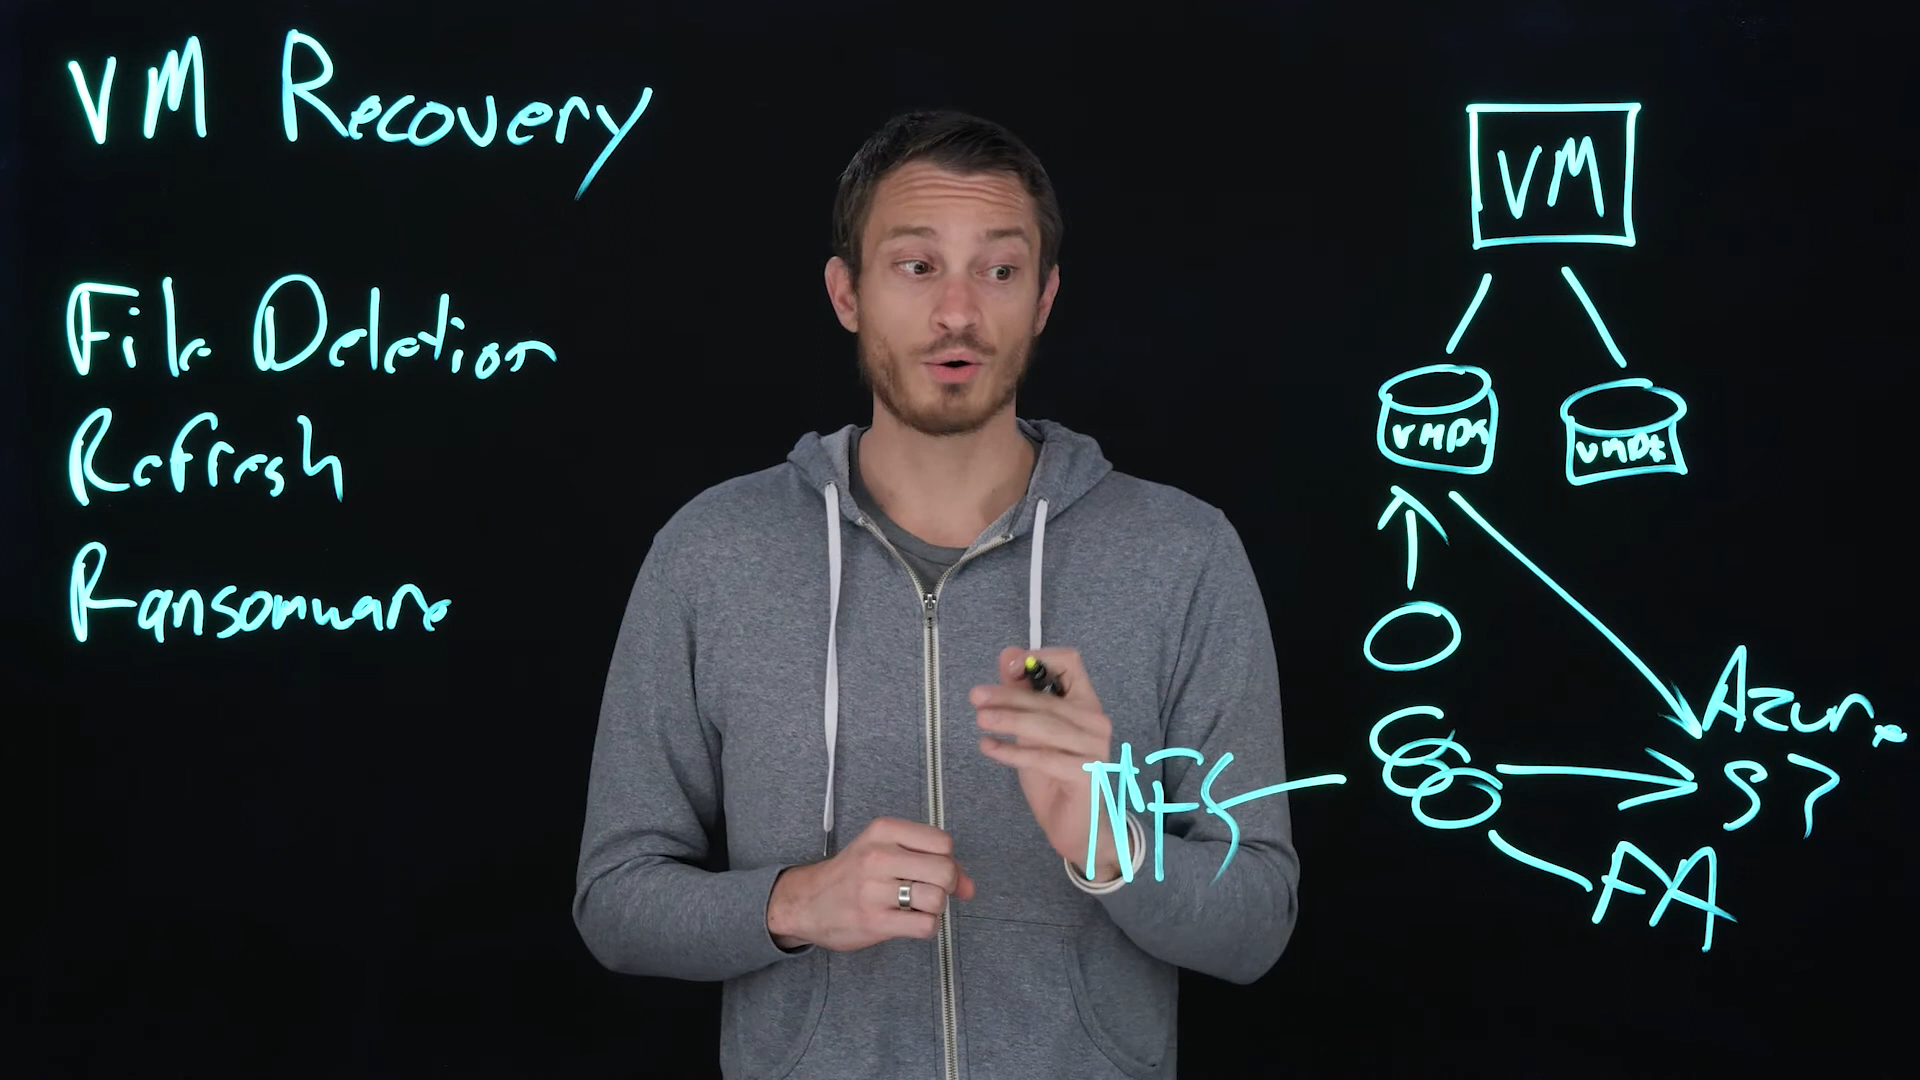 VM Recovery
File Deletion
Refresh
Ransomware
VM
VMDK
VMDK
Azure
S3
NFS
FA